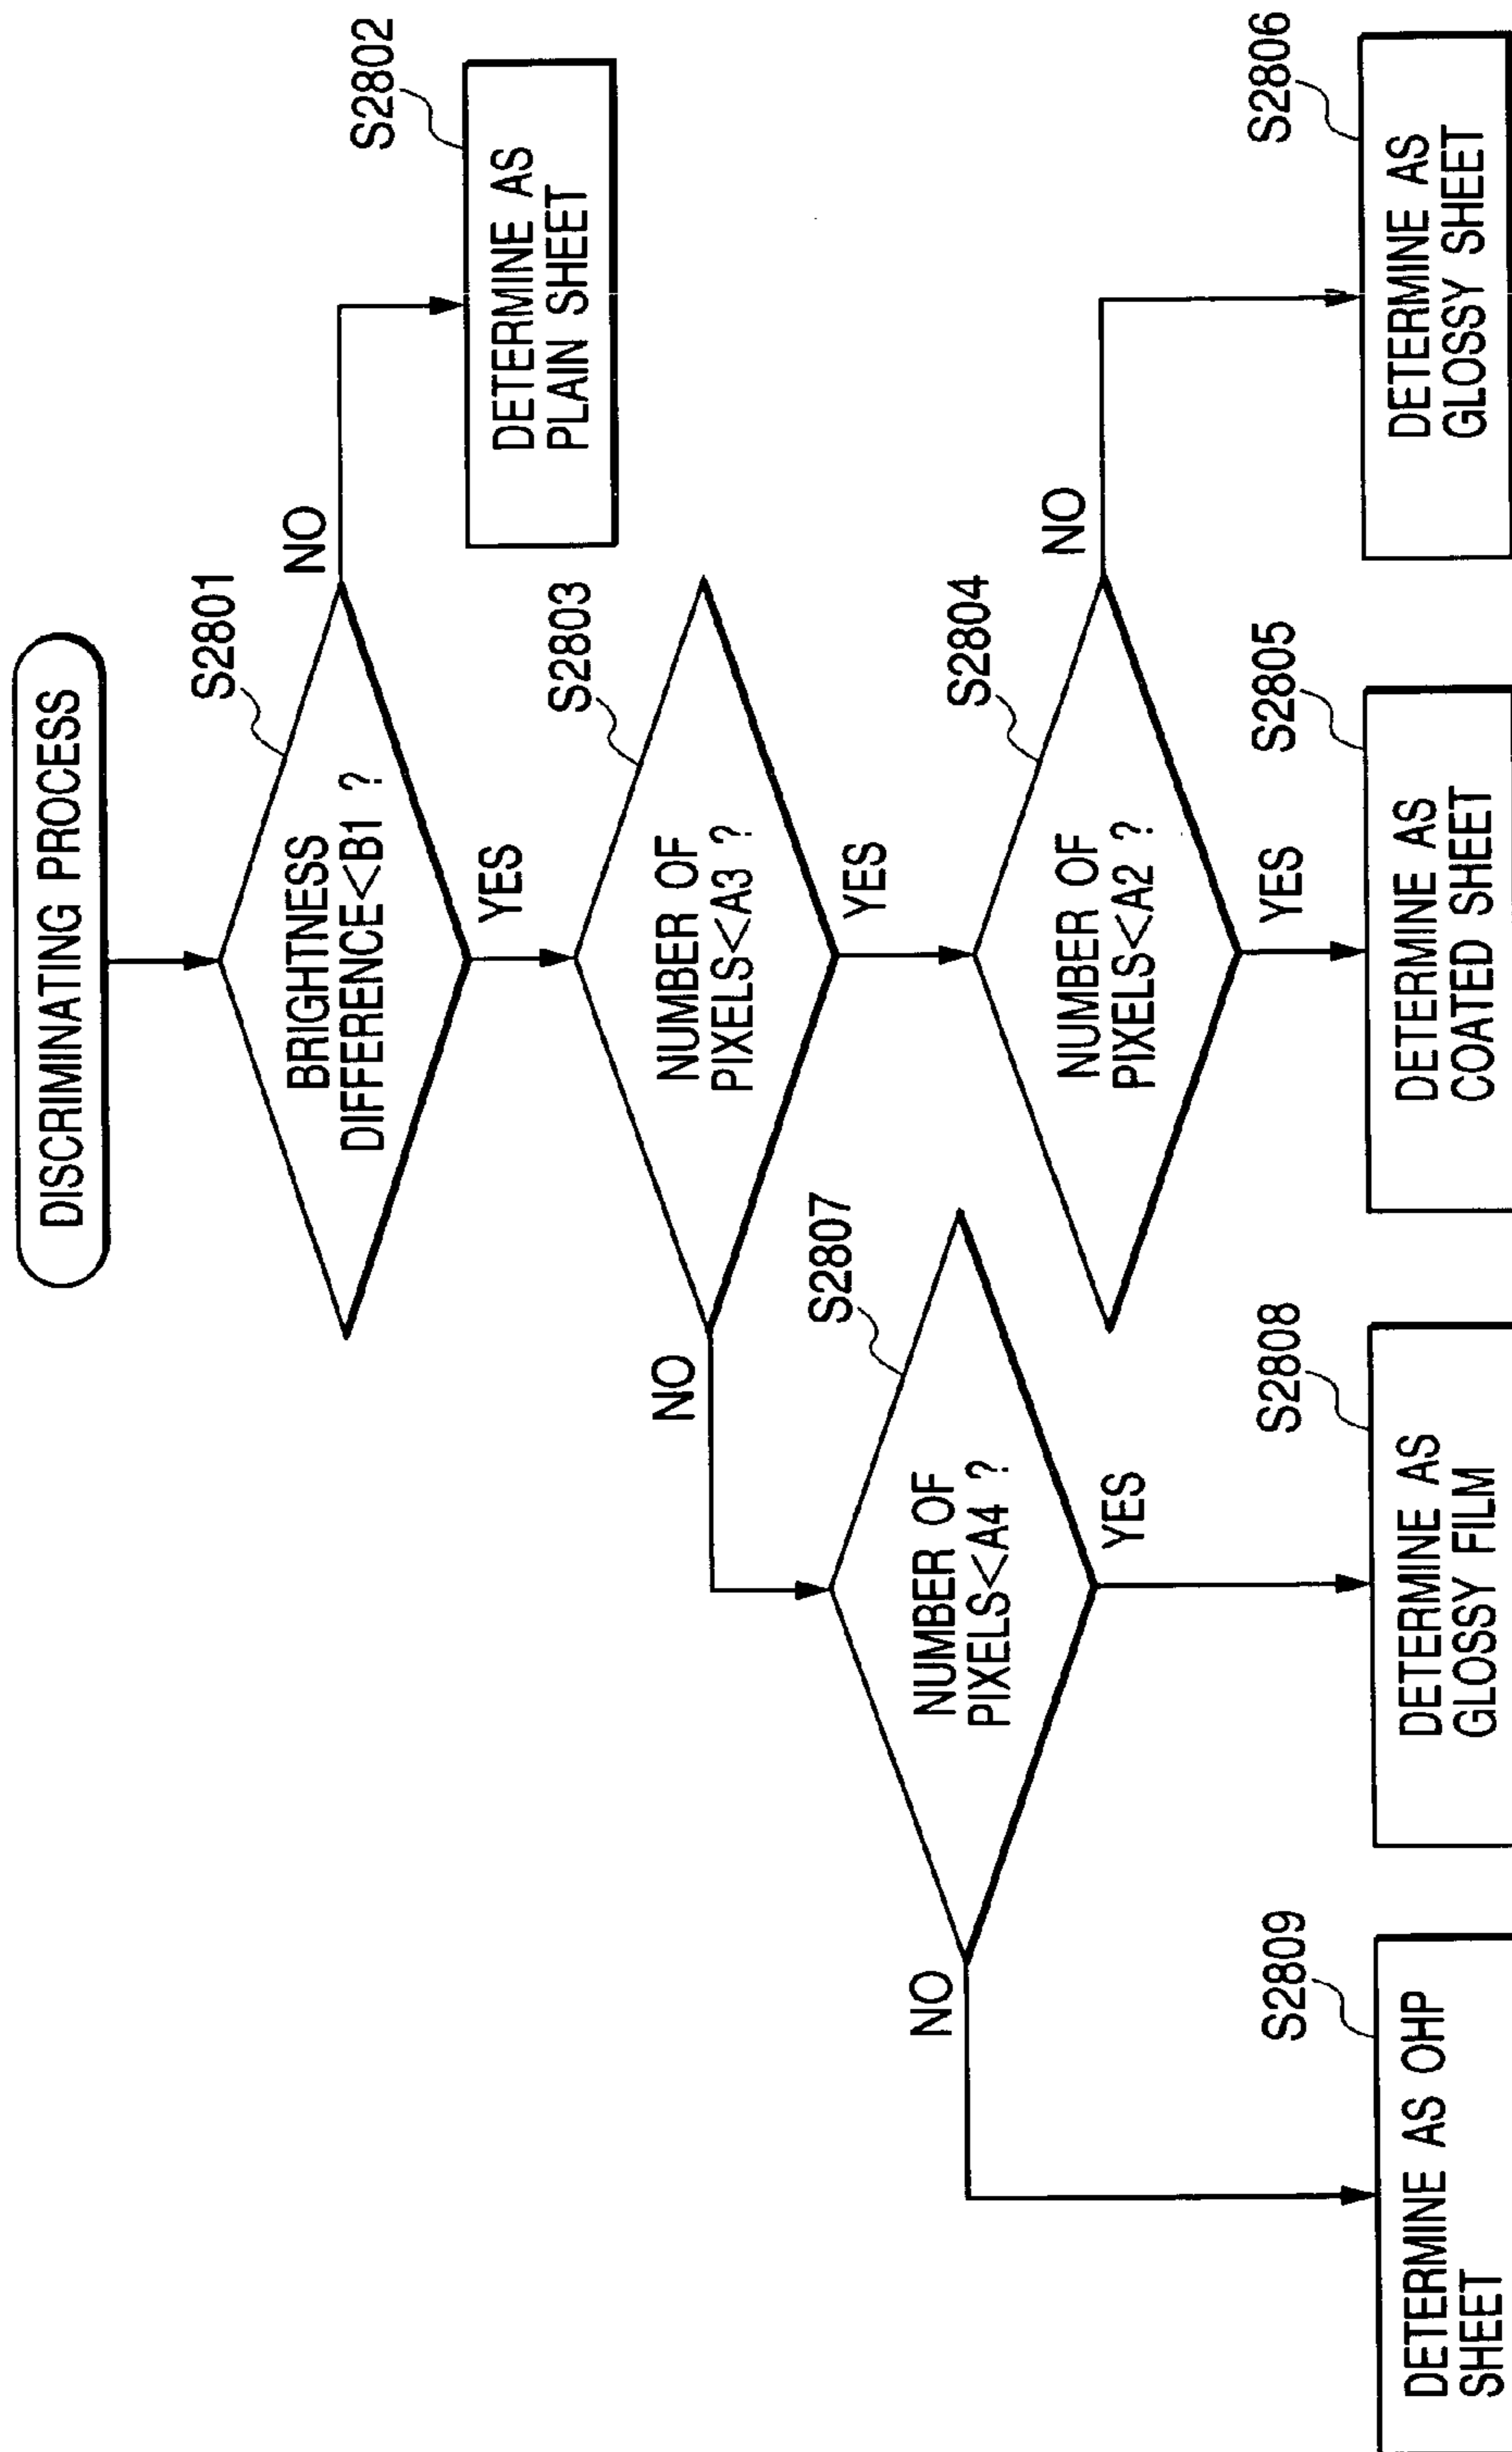 DISCRIMINATING PROCESS
S2801
BRIGHTNESS
DIFFERENCE<B1 ?
NO
S2802
DETERMINE AS
PLAIN SHEET
YES
S2803
NUMBER OF
PIXELS<A3 ?
NO
YES
S2807
NUMBER OF
PIXELS<A4 ?
NO
YES
S2804
NUMBER OF
PIXELS<A2 ?
NO
YES
S2809
DETERMINE AS OHP
SHEET
S2808
DETERMINE AS
GLOSSY FILM
S2805
DETERMINE AS
COATED SHEET
S2806
DETERMINE AS
GLOSSY SHEET